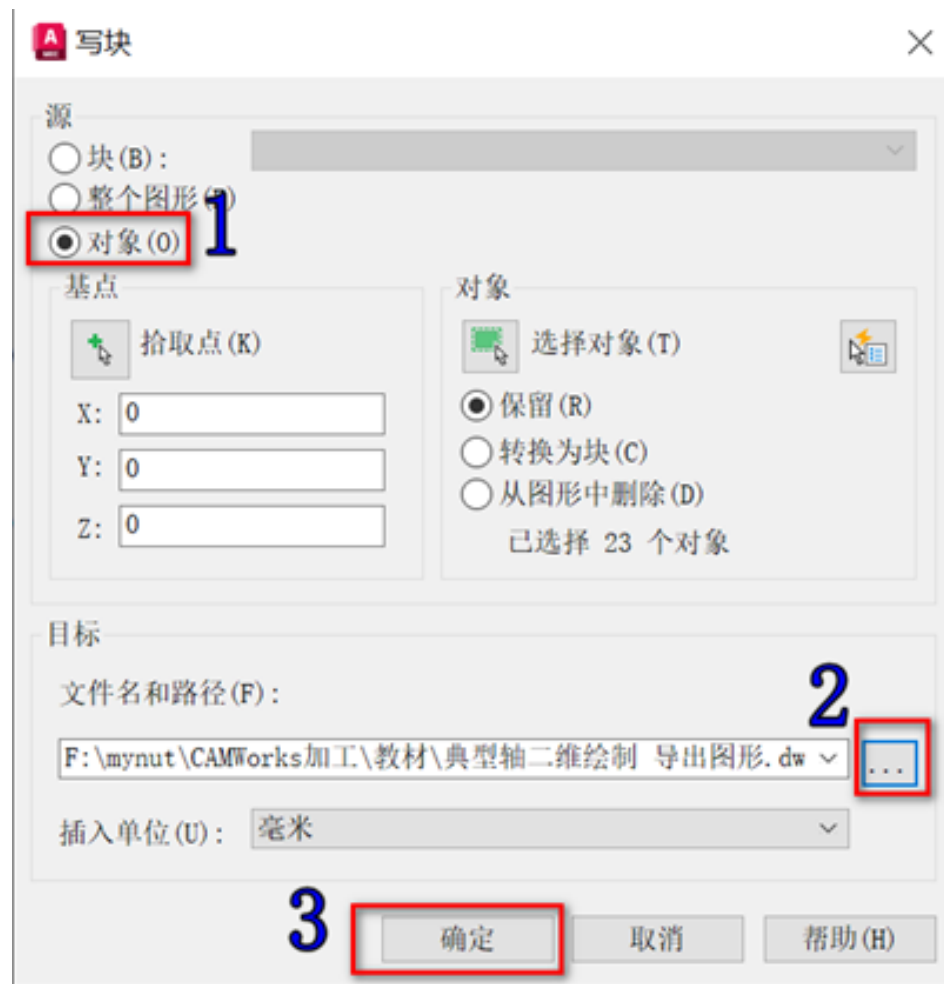 写块
源
块(B):
整个图形
1
对象(O)
基点
对象
拾取点(K)
选择对象(T)
X: 0
保留(R)
Y: 0
转换为块(C)
从图形中删除(D)
Z: 0
已选择 23 个对象
目标
2
文件名和路径(F):
F:\mynut\CAMWorks加工\教材\典型轴二维绘制 导出图形.dw
...
插入单位(U):
毫米
3
确定
取消
帮助(H)